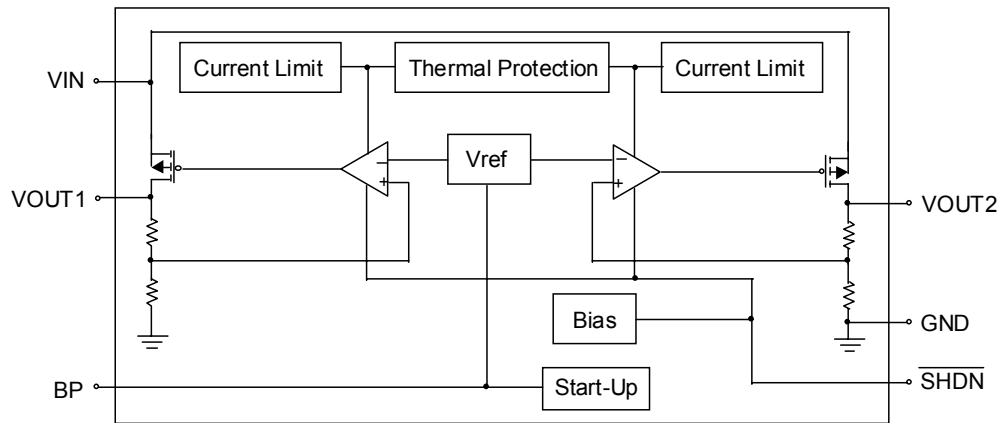 Current Limit
Thermal Protection
Current Limit
VIN
Vref
−
+
−
+
VOUT1
VOUT2
Bias
GND
BP
Start-Up
SHDN